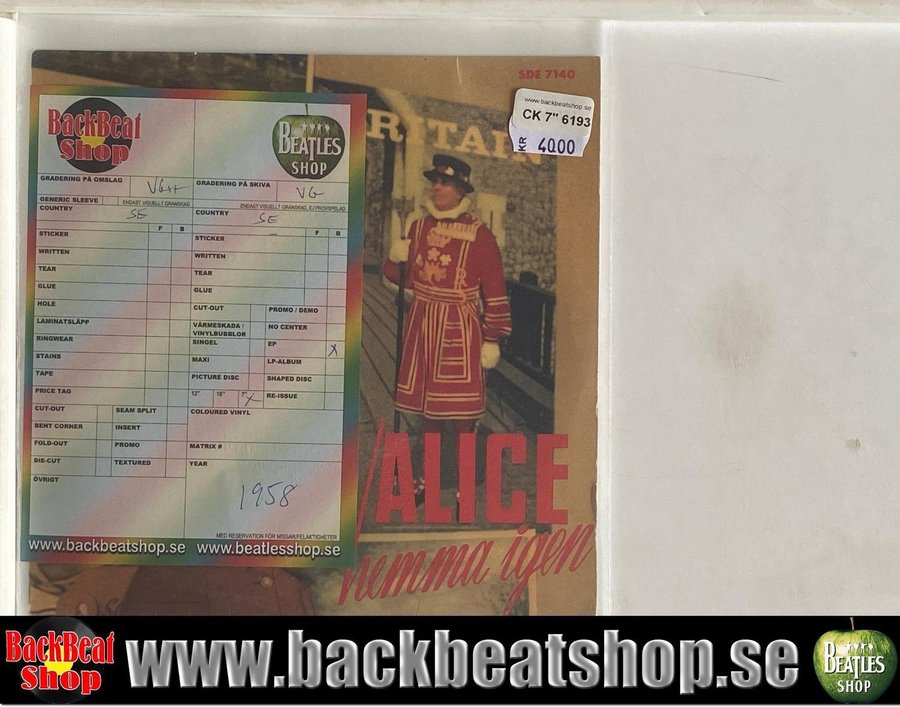 SDE 7140
www.backbeatshop.se
CK 7" 6193
KR 4000
RITAIN
BackBeat
Shop
BEATLES
SHOP
GRADERING PÅ OMSLAG VG++
GRADERING PÅ SKIVA VG
GENERIC SLEEVE
ENDAST VISUELLT GRANSKAD
ENDAST VISUELLT GRANSKAD, EJ PROVSPELAD
COUNTRY SE
COUNTRY SE
F B
F B
STICKER
WRITTEN
TEAR
GLUE
HOLE
LAMINATSLÄPP
RINGWEAR
STAINS
TAPE
PRICE TAG
CUT-OUT SEAM SPLIT
BENT CORNER INSERT
FOLD-OUT PROMO
DIE-CUT TEXTURED
ÖVRIGT
STICKER
WRITTEN
TEAR
GLUE
CUT-OUT PROMO / DEMO
VÄRMESKADA /
VINYLBUBBLOR
NO CENTER
SINGEL EP X
MAXI LP-ALBUM
PICTURE DISC SHAPED DISC
12" 10" 7" X RE-ISSUE
COLOURED VINYL
MATRIX #
YEAR
1958
MED RESERVATION FÖR MISSAR/FELAKTIGHETER
www.backbeatshop.se www.beatlesshop.se
/ALICE
hemma igen
BackBeat
Shop
www.backbeatshop.se
BEATLES
SHOP